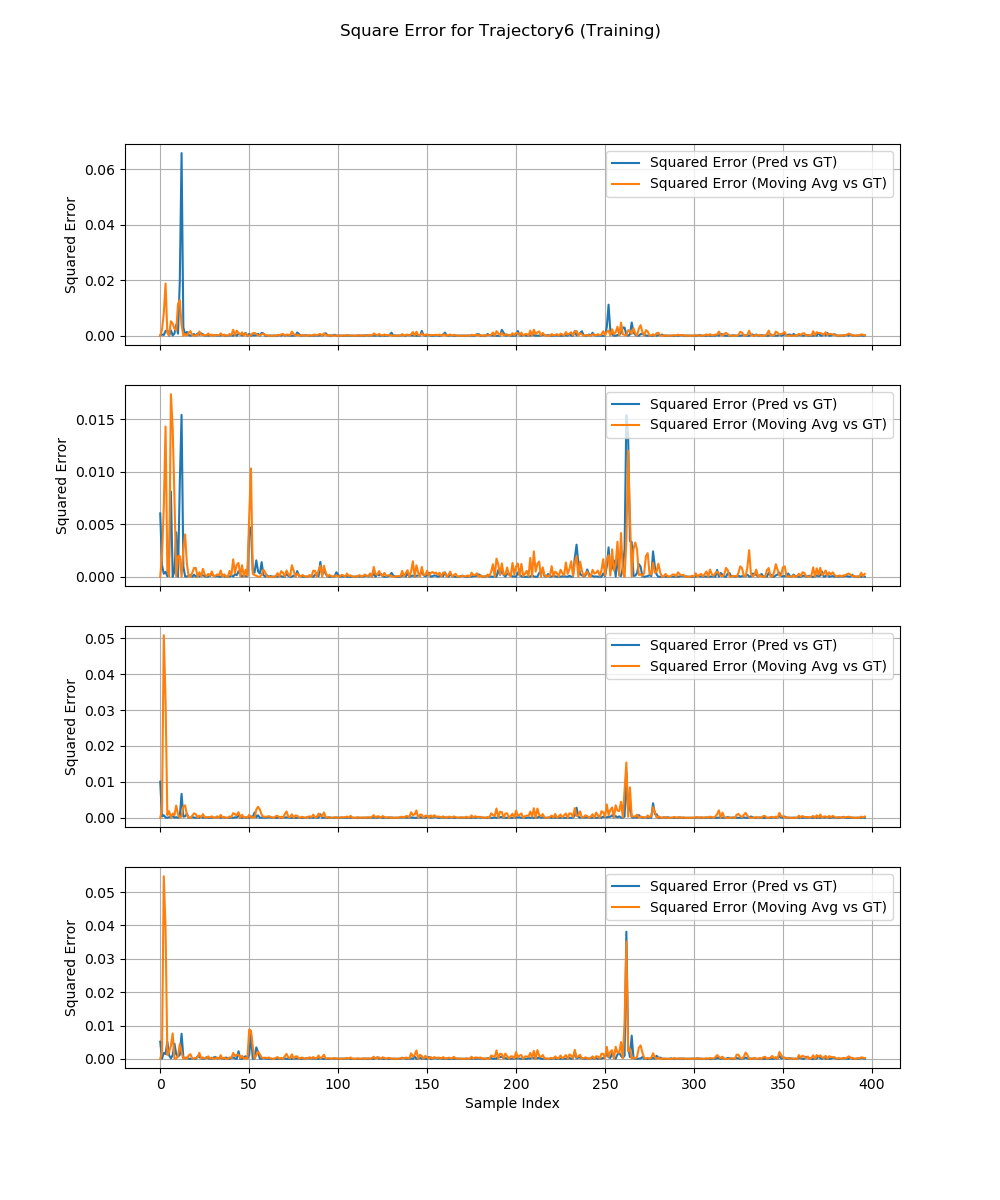 Square Error for Trajectory6 (Training)
Squared Error
0.06
0.04
0.02
0.00
Squared Error (Pred vs GT)
Squared Error (Moving Avg vs GT)
Squared Error
0.015
0.010
0.005
0.000
Squared Error (Pred vs GT)
Squared Error (Moving Avg vs GT)
Squared Error
0.05
0.04
0.03
0.02
0.01
0.00
Squared Error (Pred vs GT)
Squared Error (Moving Avg vs GT)
Squared Error
0.05
0.04
0.03
0.02
0.01
0.00
Squared Error (Pred vs GT)
Squared Error (Moving Avg vs GT)
0 50 100 150 200 250 300 350 400
Sample Index